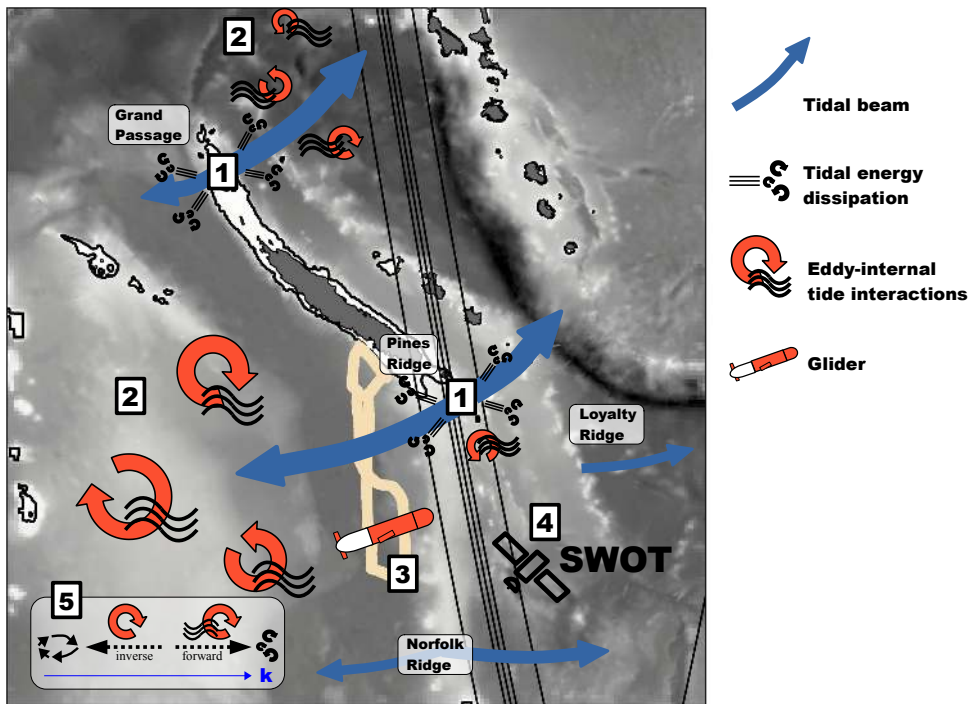 2
Grand
Passage
1
Tidal beam
Tidal energy
dissipation
Eddy-internal
tide interactions
Pines
Ridge
Glider
2
1
Loyalty
Ridge
4
SWOT
3
5
inverse
forward
k
Norfolk
Ridge